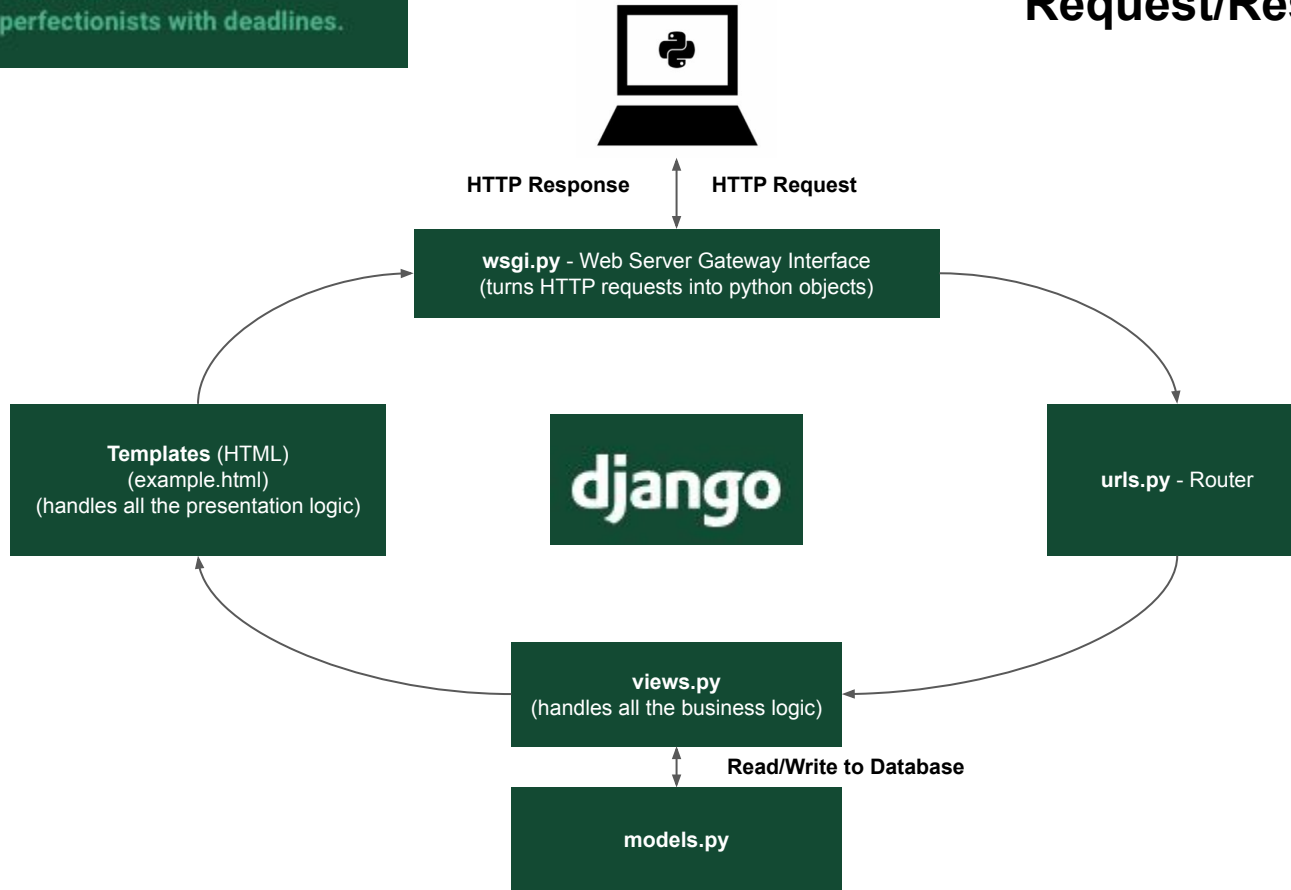 perfectionists with deadlines.
Request/Res
HTTP Response
HTTP Request
wsgi.py - Web Server Gateway Interface
(turns HTTP requests into python objects)
Templates (HTML)
(example.html)
(handles all the presentation logic)
django
urls.py - Router
views.py
(handles all the business logic)
Read/Write to Database
models.py